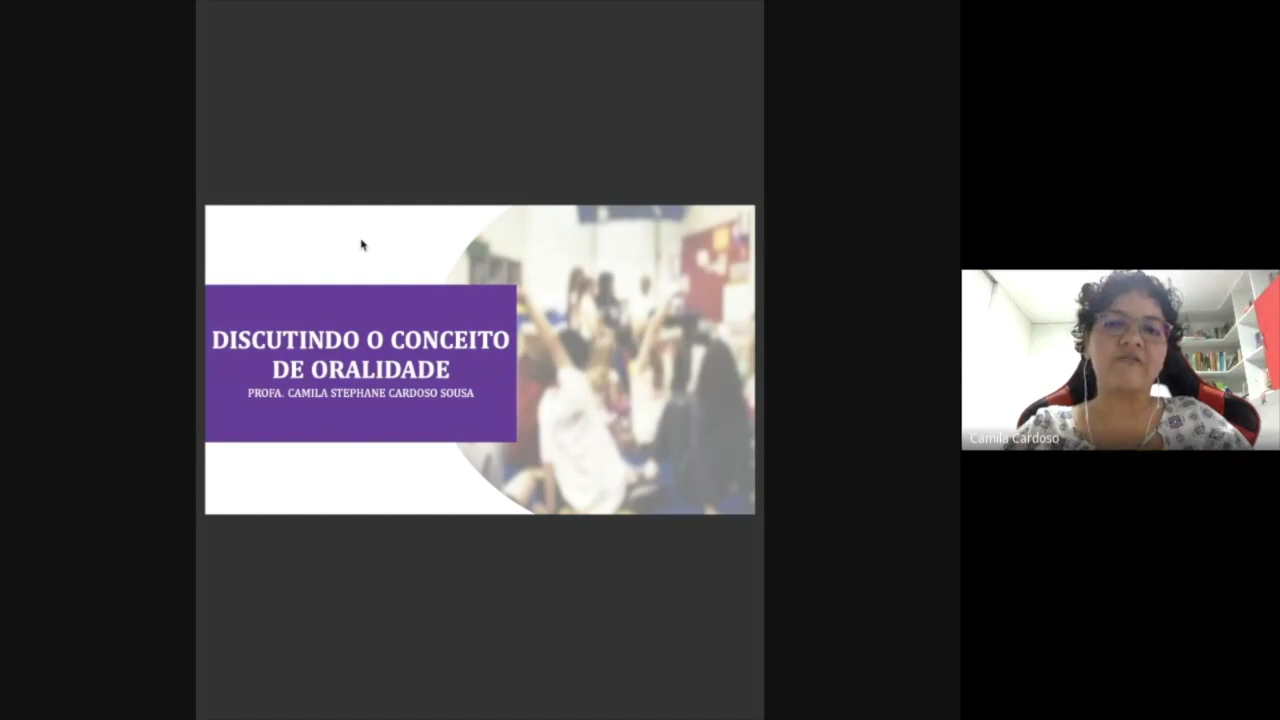 DISCUTINDO O CONCEITO
DE ORALIDADE
PROFA. CAMILA STEPHANE CARDOSO SOUSA
Camila Cardoso